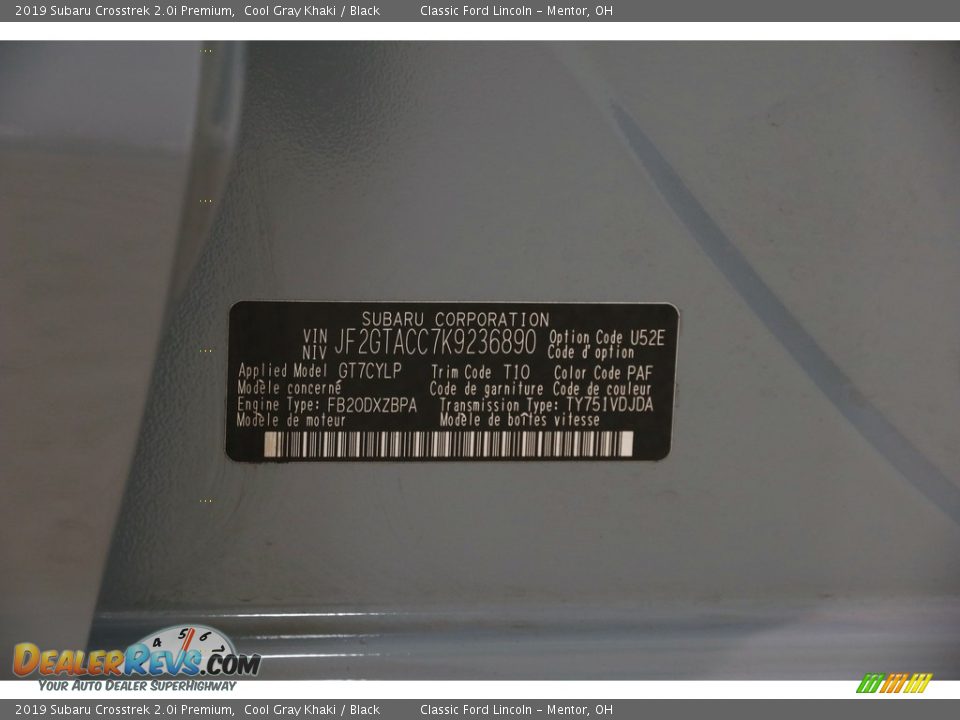 2019 Subaru Crosstrek 2.0i Premium, Cool Gray Khaki / Black Classic Ford Lincoln - Mentor, OH
SUBARU CORPORATION
VIN JF2GTACC7K9236890 Option Code U52E
NIV Code d'option
Applied Model GT7CYLP Trim Code T10 Color Code PAF
Modèle concerné Code de garniture Code de couleur
Engine Type: FB20DXZBPA Transmission Type: TY751VDJDA
Modèle de moteur Modèle de boîtes vitesse
4 5 6
DEALERREVS.COM
YOUR AUTO DEALER SUPERHIGHWAY
2019 Subaru Crosstrek 2.0i Premium, Cool Gray Khaki / Black Classic Ford Lincoln - Mentor, OH